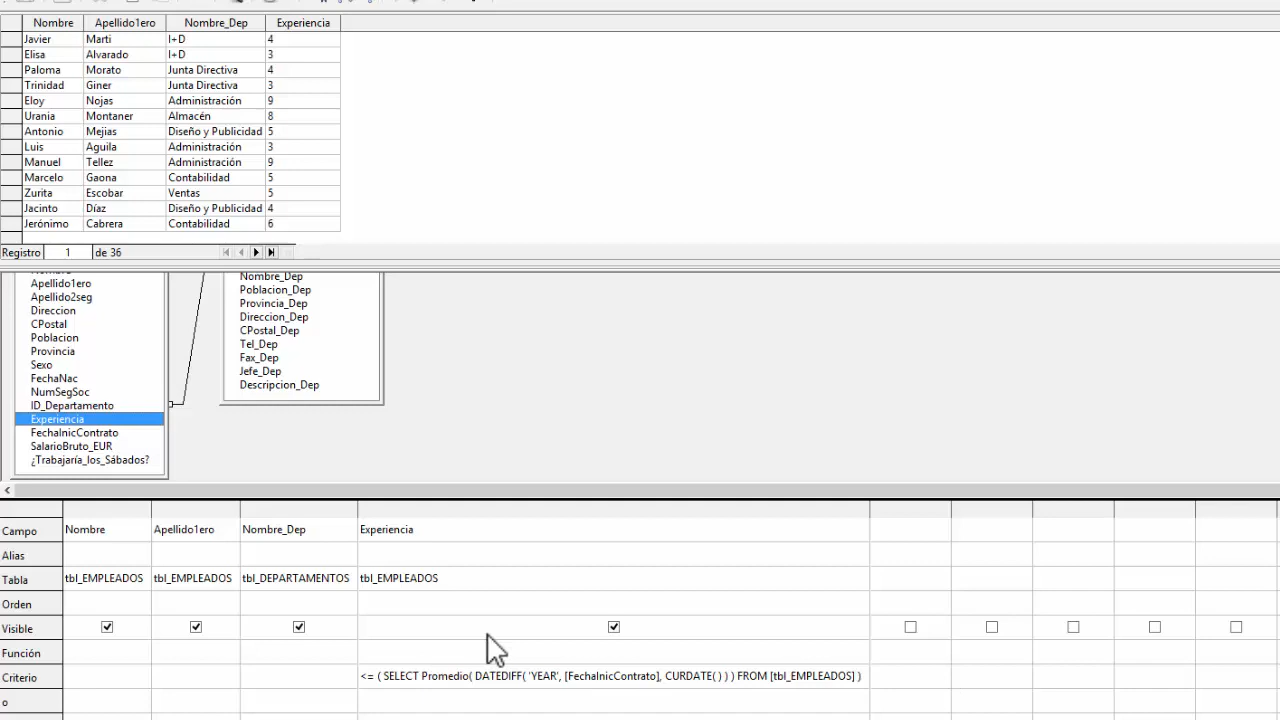 Nombre Apellido1ero Nombre_Dep Experiencia
Javier Marti I+D 4
Elisa Alvarado I+D 3
Paloma Morato Junta Directiva 4
Trinidad Giner Junta Directiva 3
Eloy Nojas Administración 9
Urania Montaner Almacén 8
Antonio Mejias Diseño y Publicidad 5
Luis Aguila Administración 3
Manuel Tellez Administración 9
Marcelo Gaona Contabilidad 5
Zurita Escobar Ventas 5
Jacinto Díaz Diseño y Publicidad 4
Jerónimo Cabrera Contabilidad 6
Registro 1 de 36
Apellido1ero
Apellido2seg
Direccion
CPostal
Poblacion
Provincia
Sexo
FechaNac
NumSegSoc
ID_Departamento
Experiencia
FechaInicContrato
SalarioBruto_EUR
¿Trabajaría_los_Sábados?
Nombre_Dep
Poblacion_Dep
Provincia_Dep
Direccion_Dep
CPostal_Dep
Tel_Dep
Fax_Dep
Jefe_Dep
Descripcion_Dep
Campo Nombre Apellido1ero Nombre_Dep Experiencia
Alias
Tabla tbl_EMPLEADOS tbl_EMPLEADOS tbl_DEPARTAMENTOS tbl_EMPLEADOS
Orden
Visible
Función
Criterio <= ( SELECT Promedio( DATEDIFF( 'YEAR', [FechaInicContrato], CURDATE( ) ) ) FROM [tbl_EMPLEADOS] )
o